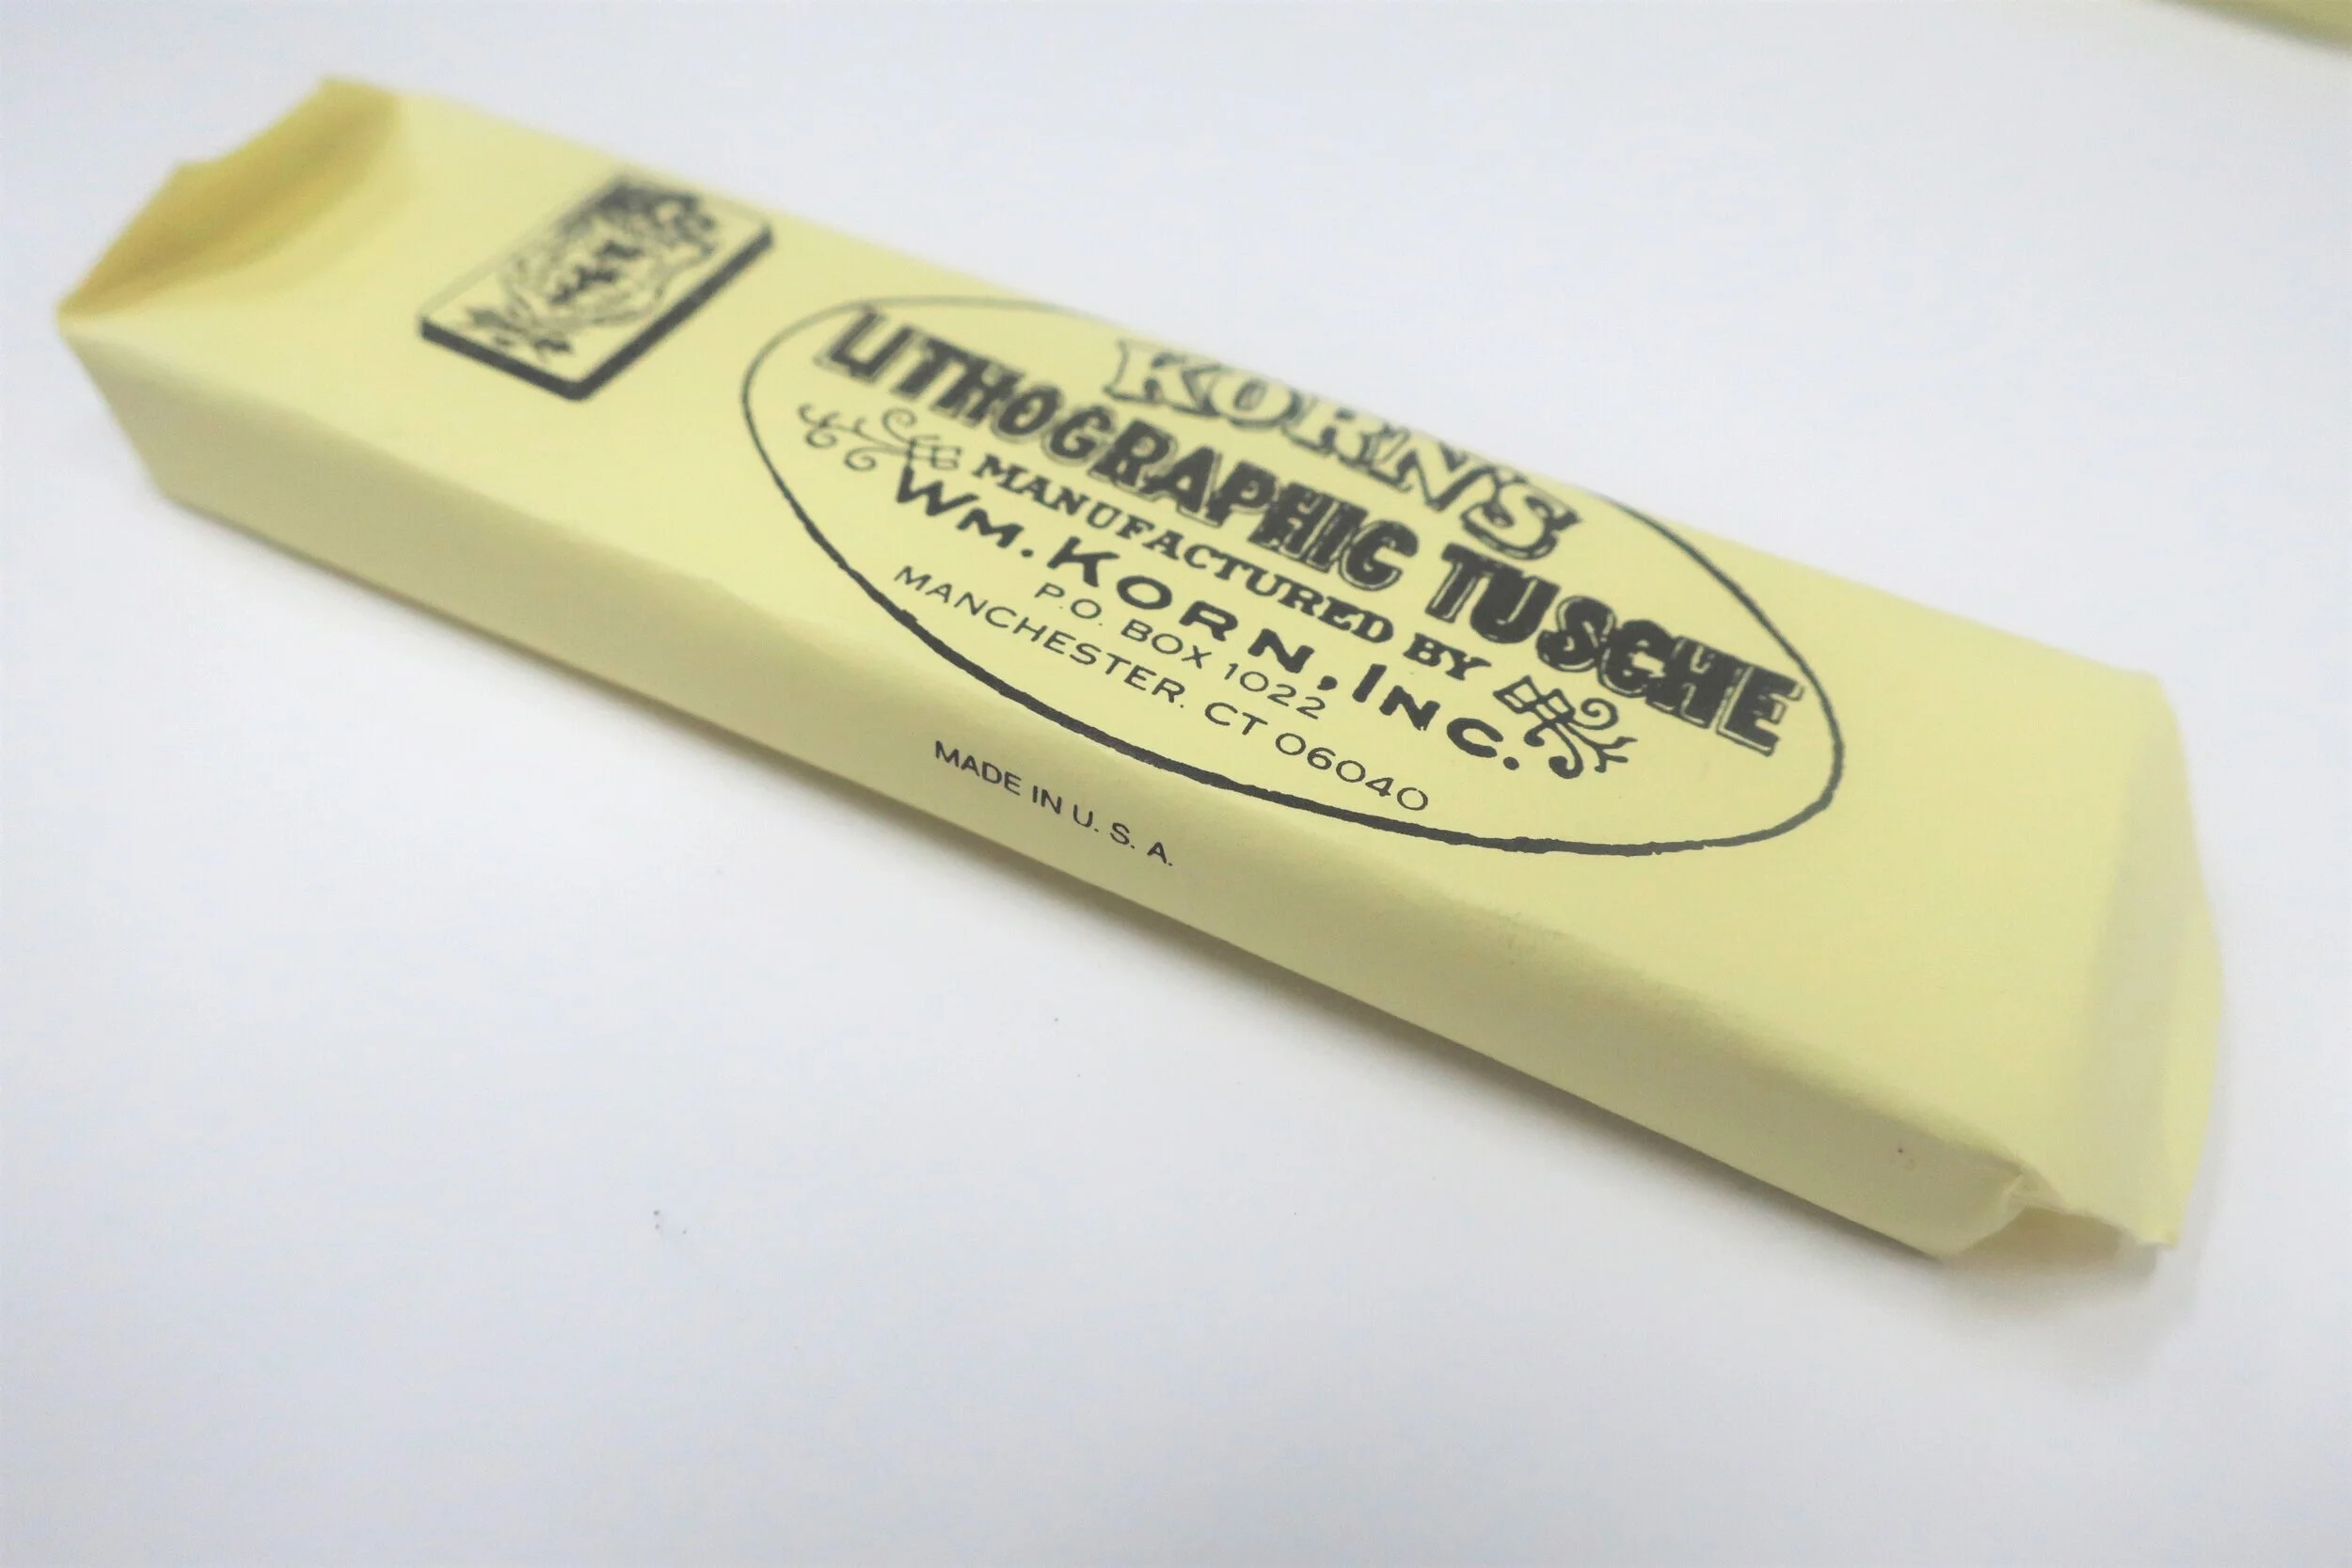 KORN'S
LITHOGRAPHIC TUSCHE
MANUFACTURED BY
WM. KORN, INC.
P.O. BOX 1022
MANCHESTER. CT 06040
MADE IN U. S. A.